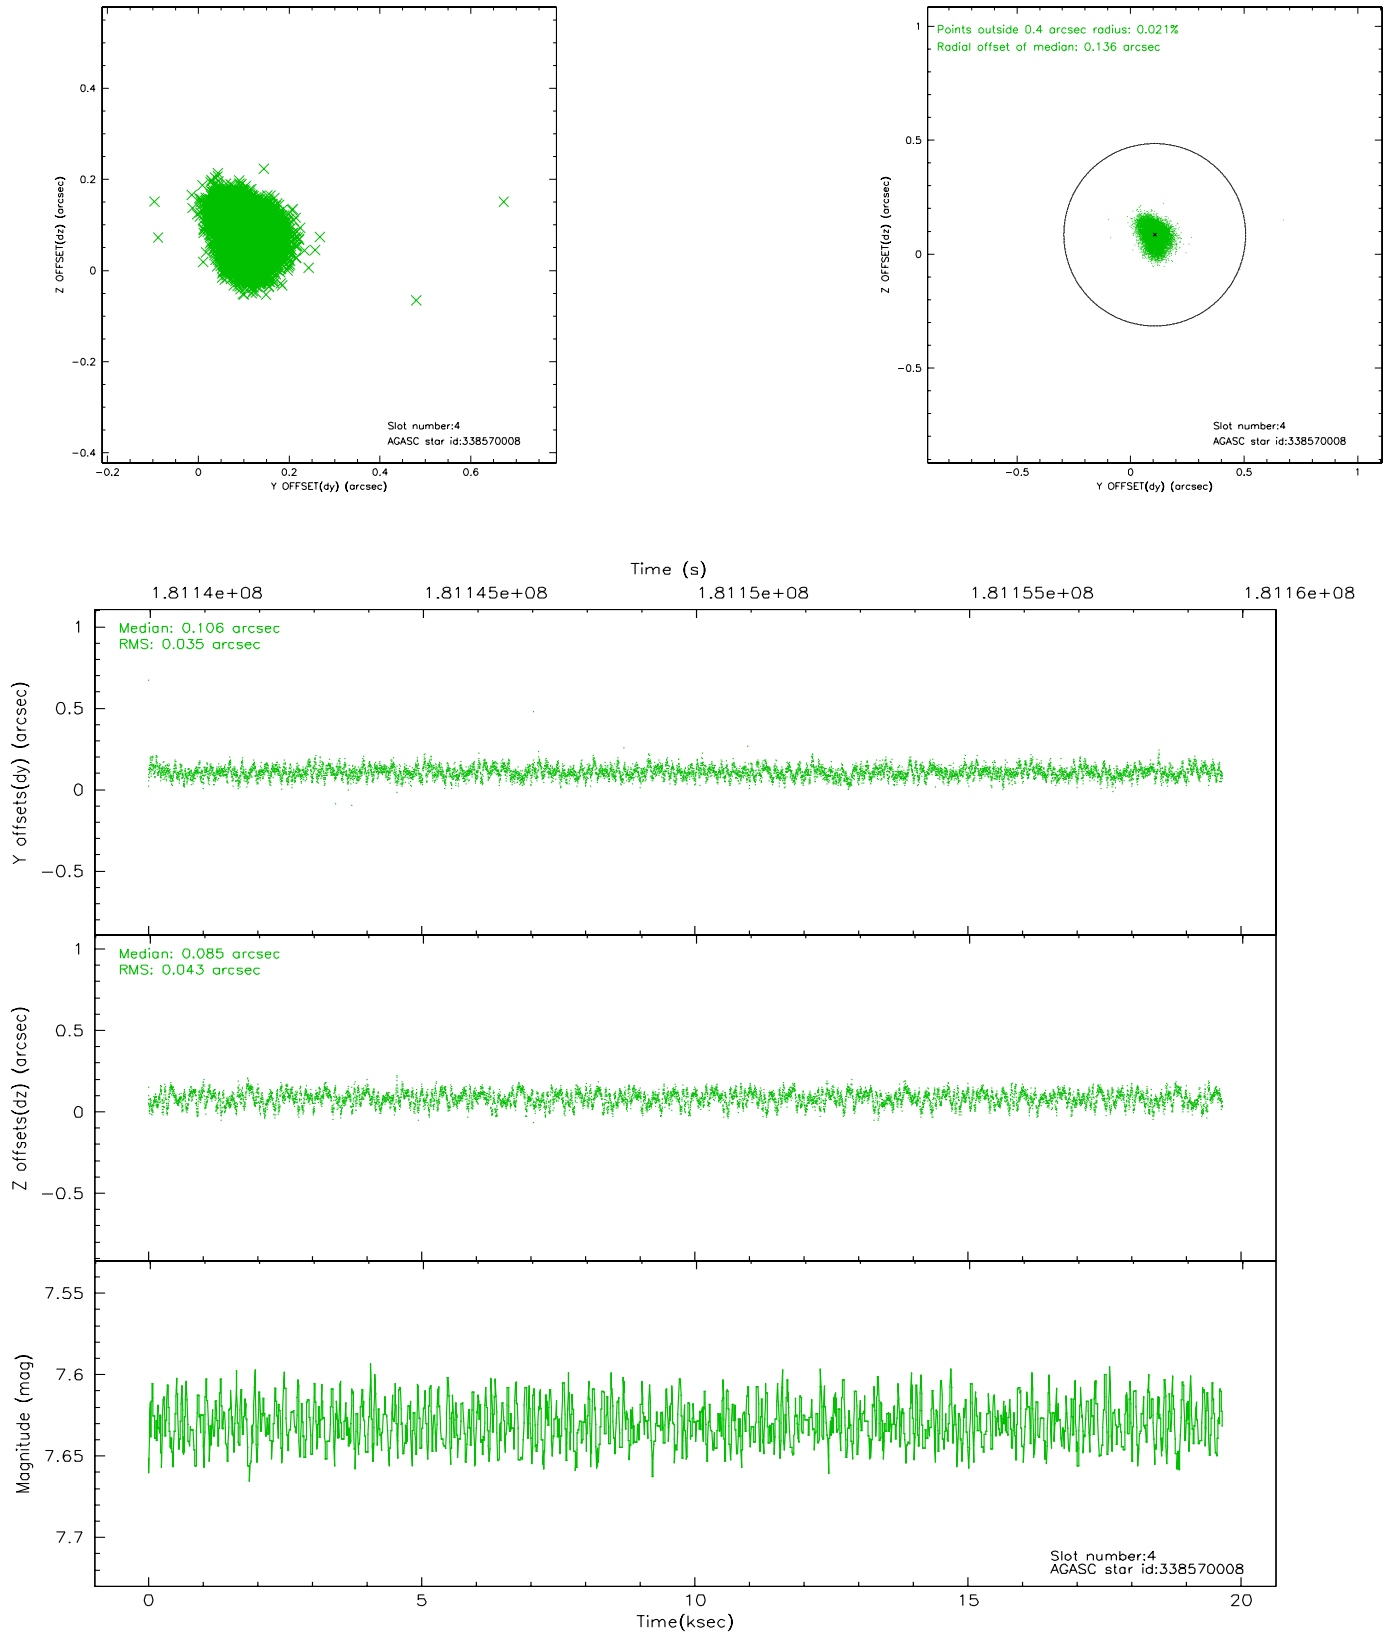 0.4
0.2
0
−0.2
−0.4
Z OFFSET(dz) (arcsec)
Slot number:4
AGASC star id:338570008
−0.2 0 0.2 0.4 0.6
Y OFFSET(dy) (arcsec)
Points outside 0.4 arcsec radius: 0.021%
Radial offset of median: 0.136 arcsec
1
0.5
0
−0.5
Z OFFSET(dz) (arcsec)
Slot number:4
AGASC star id:338570008
−0.5 0 0.5 1
Y OFFSET(dy) (arcsec)
Time (s)
1.8114e+08 1.81145e+08 1.8115e+08 1.81155e+08 1.8116e+08
Median: 0.106 arcsec
RMS: 0.035 arcsec
1
0.5
0
−0.5
Y offsets(dy) (arcsec)
Median: 0.085 arcsec
RMS: 0.043 arcsec
1
0.5
0
−0.5
Z offsets(dz) (arcsec)
7.55
7.6
7.65
7.7
Magnitude (mag)
Slot number:4
AGASC star id:338570008
0 5 10 15 20
Time(ksec)